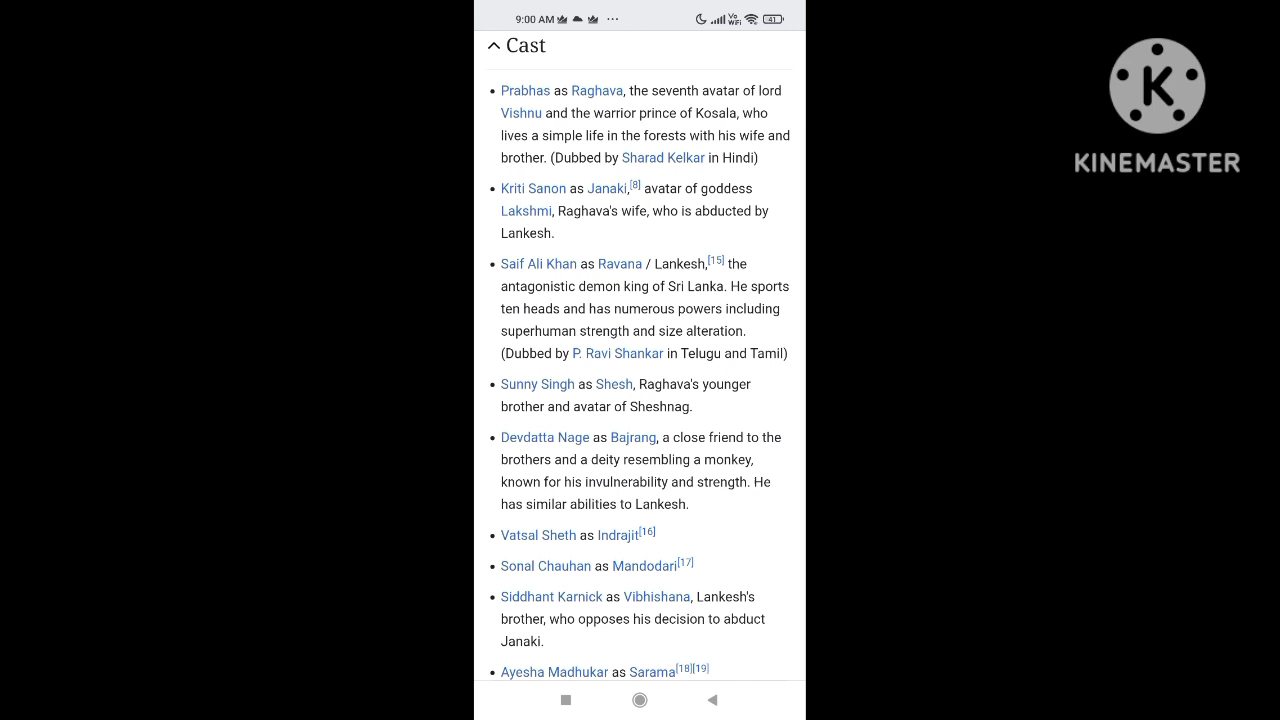 9:00 AM
Vo
WiFi
41
Cast
Prabhas as Raghava, the seventh avatar of lord
Vishnu and the warrior prince of Kosala, who
lives a simple life in the forests with his wife and
brother. (Dubbed by Sharad Kelkar in Hindi)
Kriti Sanon as Janaki,[8] avatar of goddess
Lakshmi, Raghava's wife, who is abducted by
Lankesh.
Saif Ali Khan as Ravana / Lankesh,[15] the
antagonistic demon king of Sri Lanka. He sports
ten heads and has numerous powers including
superhuman strength and size alteration.
(Dubbed by P. Ravi Shankar in Telugu and Tamil)
Sunny Singh as Shesh, Raghava's younger
brother and avatar of Sheshnag.
Devdatta Nage as Bajrang, a close friend to the
brothers and a deity resembling a monkey,
known for his invulnerability and strength. He
has similar abilities to Lankesh.
Vatsal Sheth as Indrajit[16]
Sonal Chauhan as Mandodari[17]
Siddhant Karnick as Vibhishana, Lankesh's
brother, who opposes his decision to abduct
Janaki.
Ayesha Madhukar as Sarama[18][19]
K
KINEMASTER